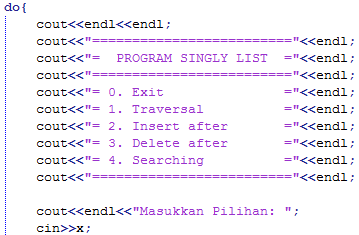 do{
cout<<endl<<endl;
cout<<"========================="<<endl;
cout<<"=  PROGRAM SINGLY LIST  ="<<endl;
cout<<"========================="<<endl;
cout<<"= 0. Exit               ="<<endl;
cout<<"= 1. Traversal          ="<<endl;
cout<<"= 2. Insert after       ="<<endl;
cout<<"= 3. Delete after       ="<<endl;
cout<<"= 4. Searching          ="<<endl;
cout<<"========================="<<endl;
cout<<endl<<"Masukkan Pilihan: ";
cin>>x;